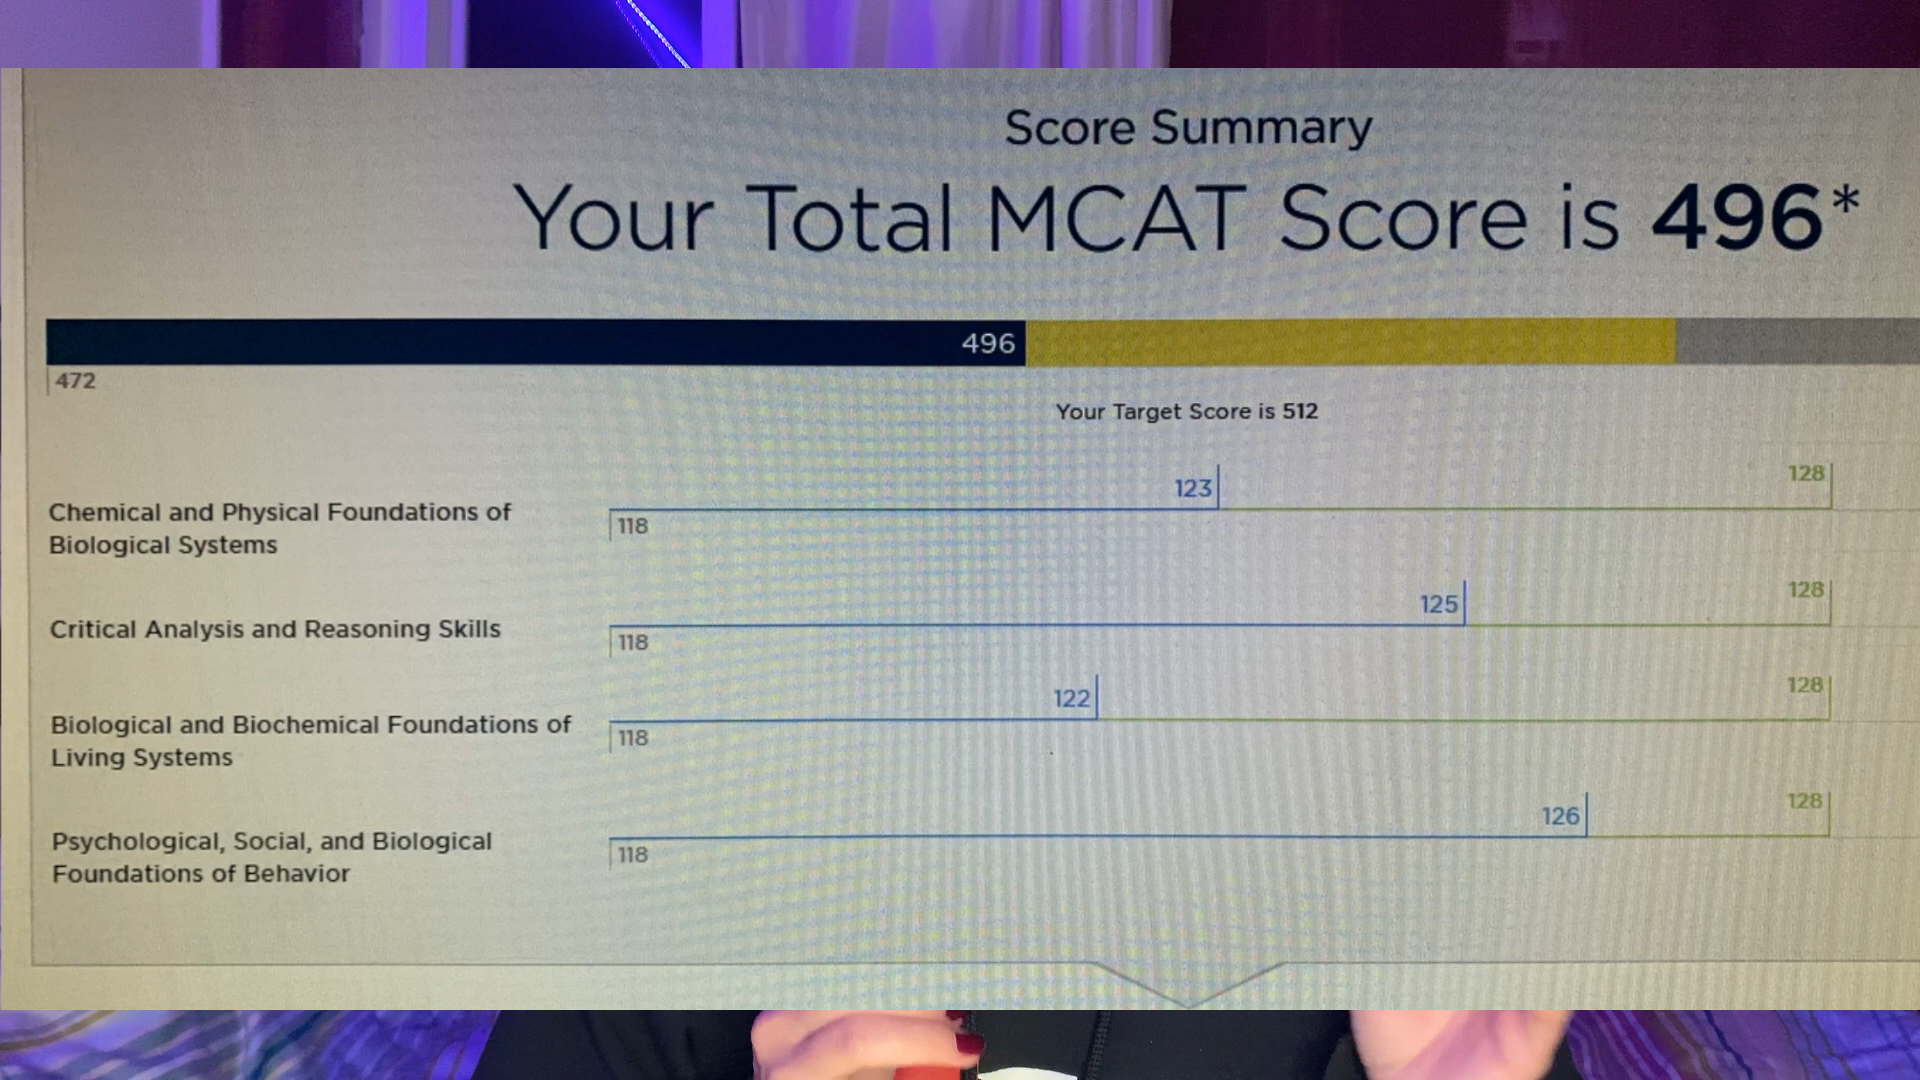 Score Summary
Your Total MCAT Score is 496*
496
472
Your Target Score is 512
Chemical and Physical Foundations of
Biological Systems
118
123
128
Critical Analysis and Reasoning Skills
118
125
128
Biological and Biochemical Foundations of
Living Systems
118
122
128
Psychological, Social, and Biological
Foundations of Behavior
118
126
128